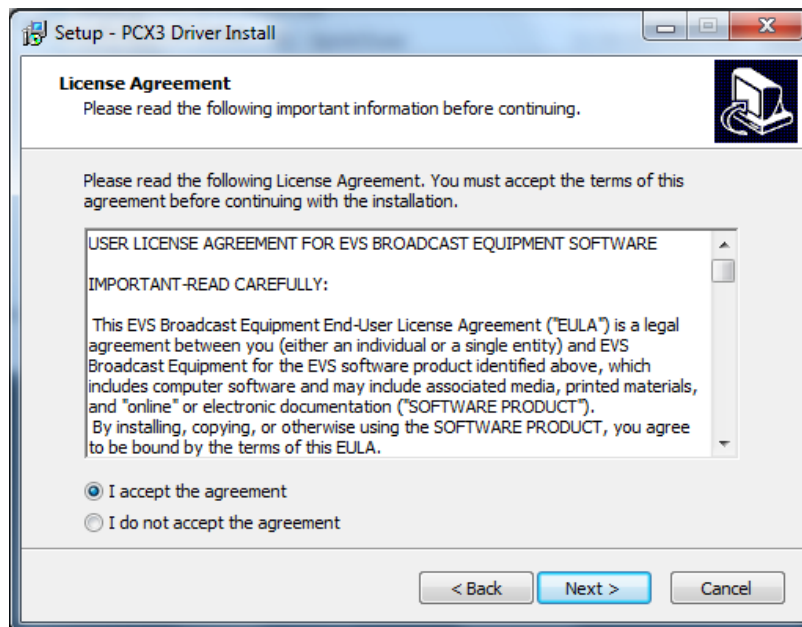 Setup - PCX3 Driver Install
License Agreement
Please read the following important information before continuing.
Please read the following License Agreement. You must accept the terms of this
agreement before continuing with the installation.
USER LICENSE AGREEMENT FOR EVS BROADCAST EQUIPMENT SOFTWARE
IMPORTANT-READ CAREFULLY:
This EVS Broadcast Equipment End-User License Agreement ("EULA") is a legal
agreement between you (either an individual or a single entity) and EVS
Broadcast Equipment for the EVS software product identified above, which
includes computer software and may include associated media, printed materials,
and "online" or electronic documentation ("SOFTWARE PRODUCT").
By installing, copying, or otherwise using the SOFTWARE PRODUCT, you agree
to be bound by the terms of this EULA.
I accept the agreement
I do not accept the agreement
< Back Next > Cancel